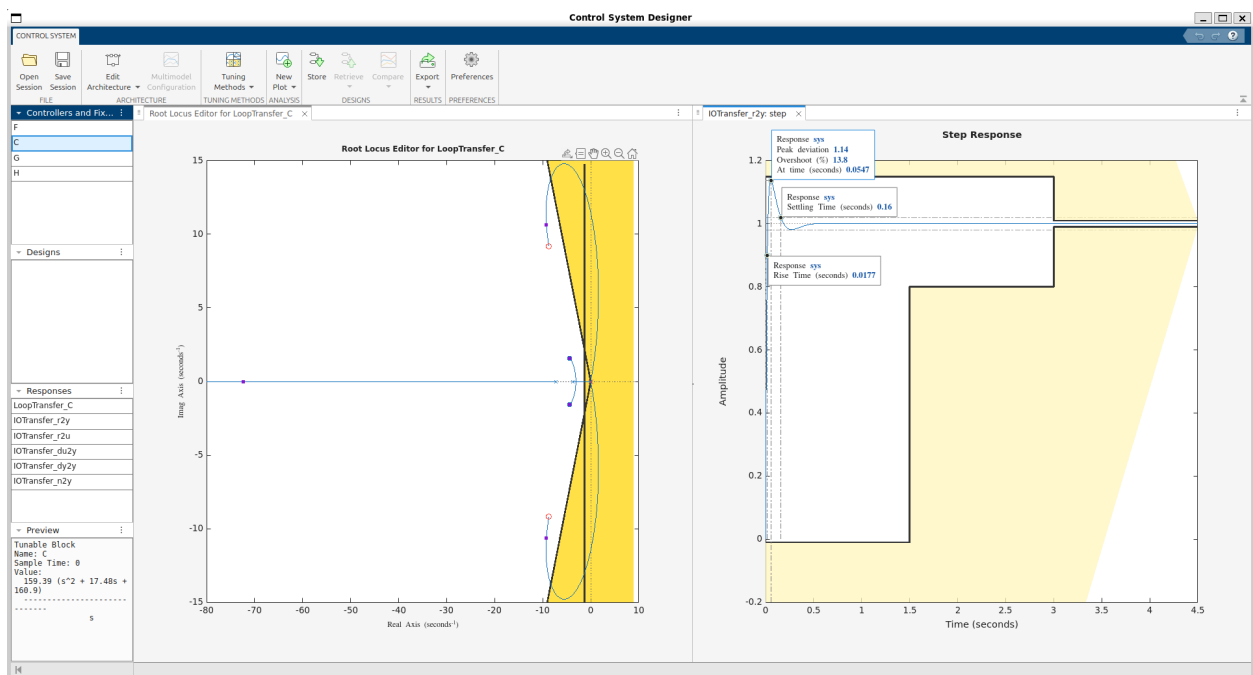 Control System Designer
CONTROL SYSTEM
Open Session
Save Session
Edit Architecture
Multimodel Configuration
Tuning Methods
New Plot
Store
Retrieve
Compare
Export
Preferences
FILE
ARCHITECTURE
TUNING METHODS
ANALYSIS
DESIGNS
RESULTS
PREFERENCES
Controllers and Fix...
F
C
G
H
Designs
Responses
LoopTransfer_C
IOTransfer_r2y
IOTransfer_r2u
IOTransfer_du2y
IOTransfer_dy2y
IOTransfer_n2y
Preview
Tunable Block
Name: C
Sample Time: 0
Value:
159.39 (s^2 + 17.48s +
160.9)
-----------------------
-------
s
Root Locus Editor for LoopTransfer_C ×
Root Locus Editor for LoopTransfer_C
15
10
5
0
-5
-10
-15
Imag Axis (seconds⁻¹)
-80 -70 -60 -50 -40 -30 -20 -10 0 10
Real Axis (seconds⁻¹)
IOTransfer_r2y: step ×
Step Response
Response sys
Peak deviation 1.14
Overshoot (%) 13.8
At time (seconds) 0.0547
Response sys
Settling Time (seconds) 0.16
Response sys
Rise Time (seconds) 0.0177
1.2
1
0.8
0.6
0.4
0.2
0
-0.2
Amplitude
0 0.5 1 1.5 2 2.5 3 3.5 4 4.5
Time (seconds)